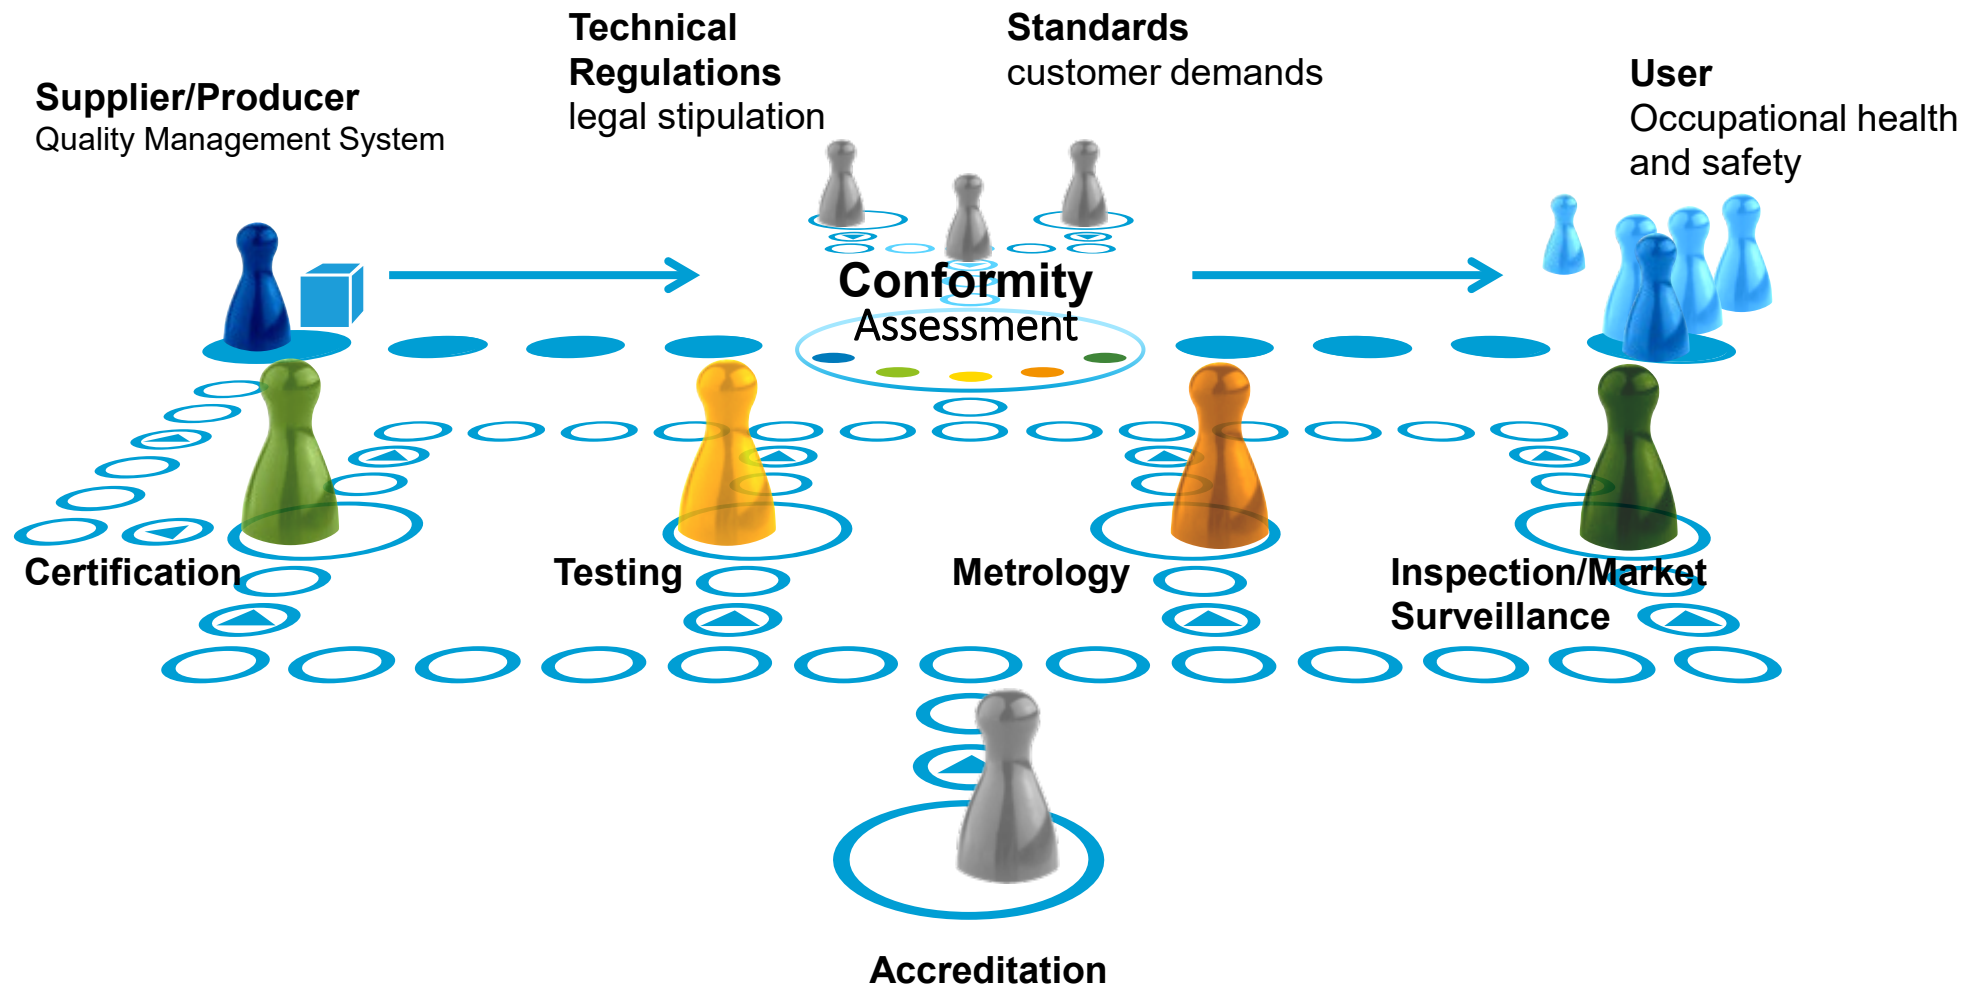 Technical
Regulations
legal stipulation
Standards
customer demands
Supplier/Producer
Quality Management System
User
Occupational health
and safety
Conformity
Assessment
Certification
Testing
Metrology
Inspection/Market
Surveillance
Accreditation